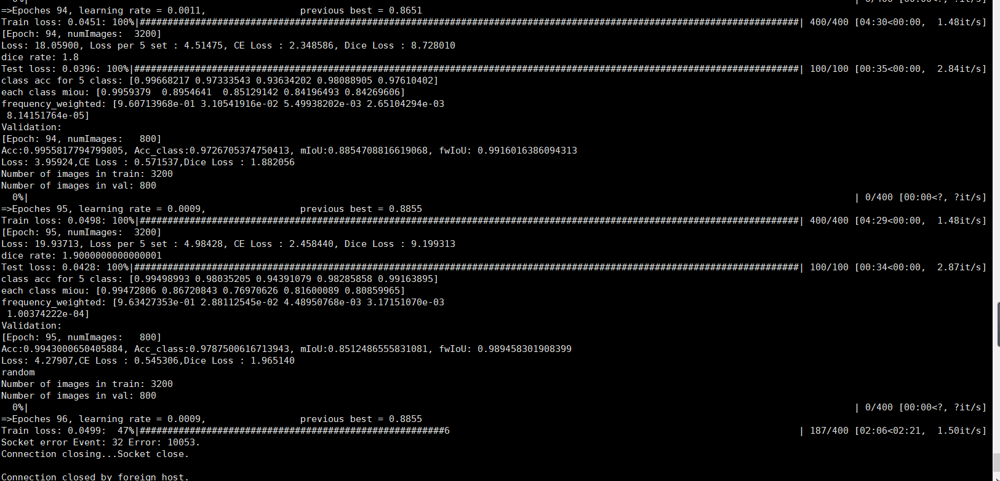 =>Epoches 94, learning rate = 0.0011,                 previous best = 0.8651
Train loss: 0.0451: 100%|#######################################################################################################################| 400/400 [04:30<00:00,  1.48it/s]
[Epoch: 94, numImages:  3200]
Loss: 18.05900, Loss per 5 set : 4.51475, CE Loss : 2.348586, Dice Loss : 8.728010
dice rate: 1.8
Test loss: 0.0396: 100%|########################################################################################################################| 100/100 [00:35<00:00,  2.84it/s]
class acc for 5 class: [0.99668217 0.97333543 0.93634202 0.98088905 0.97610402]
each class miou: [0.9959379  0.8954641  0.85129142 0.84196493 0.84269606]
frequency_weighted: [9.60713968e-01 3.10541916e-02 5.49938202e-03 2.65104294e-03
 8.14151764e-05]
Validation:
[Epoch: 94, numImages:   800]
Acc:0.9955817794799805, Acc_class:0.9726705374750413, mIoU:0.8854708816619068, fwIoU: 0.9916016386094313
Loss: 3.95924,CE Loss : 0.571537,Dice Loss : 1.882056
Number of images in train: 3200
Number of images in val: 800
  0%|                                                                                                                                                     | 0/400 [00:00<?, ?it/s]
=>Epoches 95, learning rate = 0.0009,                 previous best = 0.8855
Train loss: 0.0498: 100%|#######################################################################################################################| 400/400 [04:29<00:00,  1.48it/s]
[Epoch: 95, numImages:  3200]
Loss: 19.93713, Loss per 5 set : 4.98428, CE Loss : 2.458440, Dice Loss : 9.199313
dice rate: 1.9000000000000001
Test loss: 0.0428: 100%|########################################################################################################################| 100/100 [00:34<00:00,  2.87it/s]
class acc for 5 class: [0.99498993 0.98035205 0.94391079 0.98285858 0.99163895]
each class miou: [0.99472806 0.86720843 0.76970626 0.81600089 0.80859965]
frequency_weighted: [9.63427353e-01 2.88112545e-02 4.48950768e-03 3.17151070e-03
 1.00374222e-04]
Validation:
[Epoch: 95, numImages:   800]
Acc:0.9943000650405884, Acc_class:0.9787500616713943, mIoU:0.8512486555831081, fwIoU: 0.989458301908399
Loss: 4.27907,CE Loss : 0.545306,Dice Loss : 1.965140
random
Number of images in train: 3200
Number of images in val: 800
  0%|                                                                                                                                                     | 0/400 [00:00<?, ?it/s]
=>Epoches 96, learning rate = 0.0009,                 previous best = 0.8855
Train loss: 0.0499:  47%|#######################################################6                                                               | 187/400 [02:06<02:21,  1.50it/s]
Socket error Event: 32 Error: 10053.
Connection closing...Socket close.
Connection closed by foreign host.